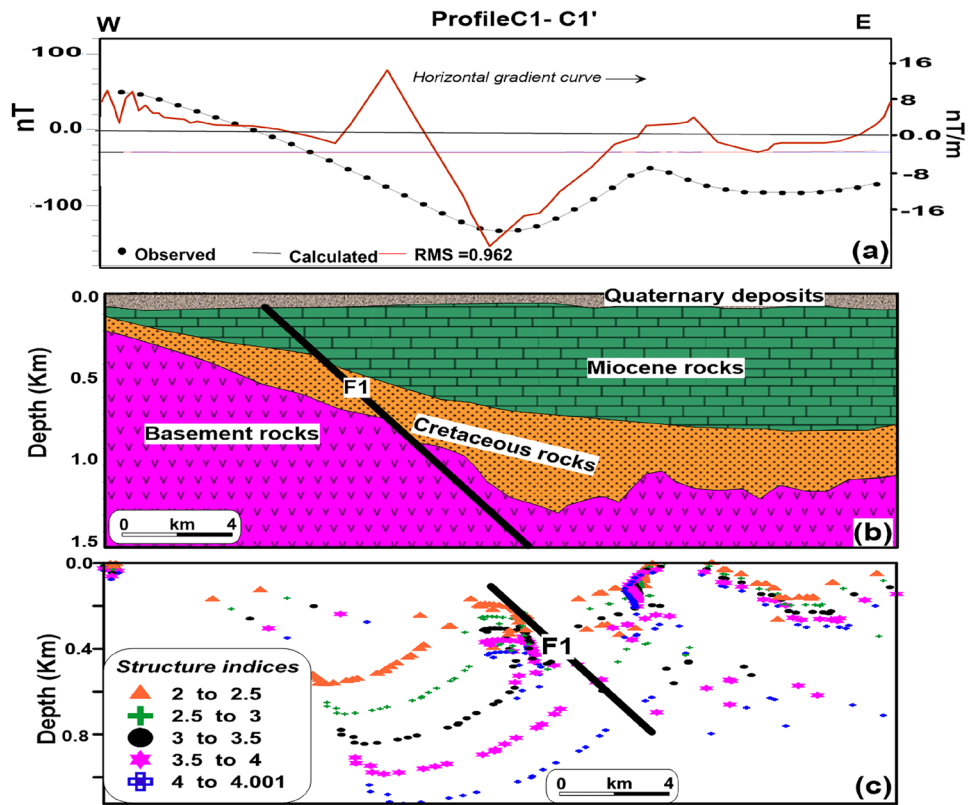 W
ProfileC1- C1'
E
100
nT
0.0
-100
Horizontal gradient curve
16
8
0.0
-8
-16
nT/m
Observed
Calculated
RMS =0.962
(a)
0.0
0.5
1.0
1.5
Depth (Km)
Quaternary deposits
Miocene rocks
F1
Cretaceous rocks
Basement rocks
0 km 4
(b)
0.0
0.4
0.8
Depth (Km)
F1
Structure indices
2 to 2.5
2.5 to 3
3 to 3.5
3.5 to 4
4 to 4.001
0 km 4
(c)